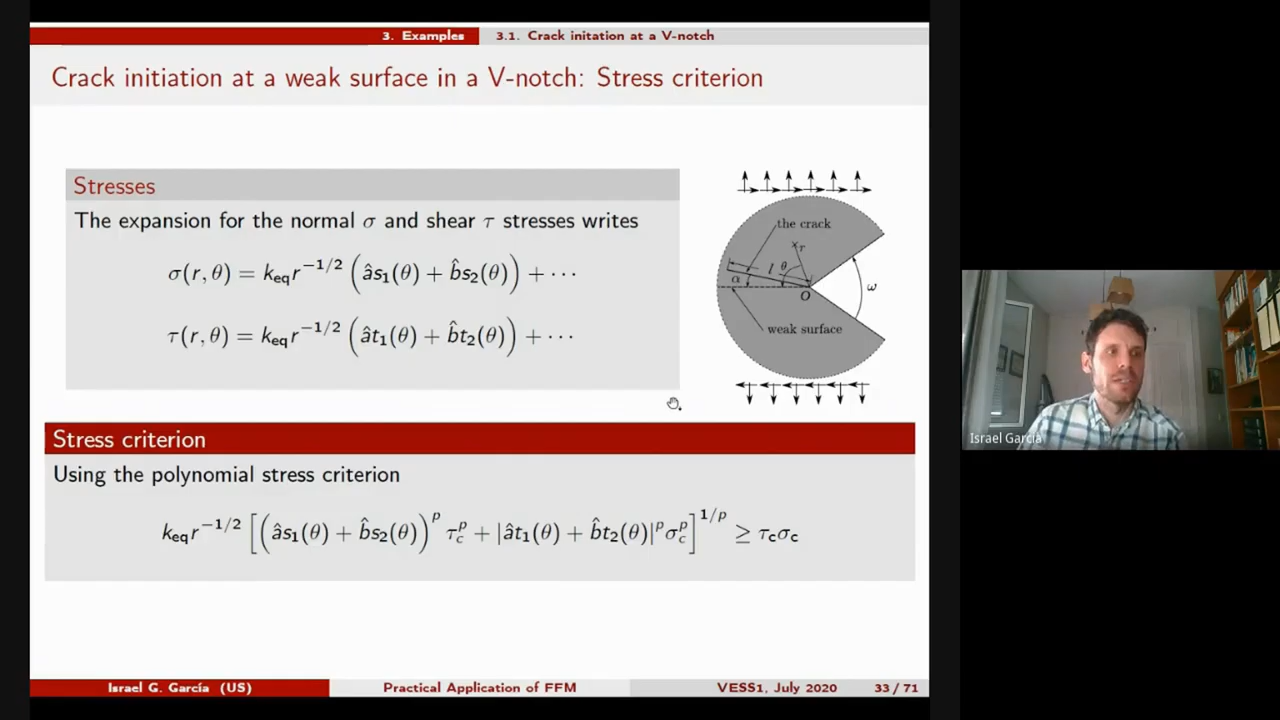 3. Examples 3.1. Crack initation at a V-notch
Crack initiation at a weak surface in a V-notch: Stress criterion
Stresses
The expansion for the normal σ and shear τ stresses writes
σ(r, θ) = k_eq r^{-1/2} (âs₁(θ) + b̂s₂(θ)) + ⋯
τ(r, θ) = k_eq r^{-1/2} (ât₁(θ) + b̂t₂(θ)) + ⋯
the crack
r
l θ
α
O
ω
weak surface
Stress criterion
Using the polynomial stress criterion
k_eq r^{-1/2} [(âs₁(θ) + b̂s₂(θ))^p τ_c^p + |ât₁(θ) + b̂t₂(θ)|^p σ_c^p]^{1/p} ≥ τ_cσ_c
Israel G. García (US) Practical Application of FFM VESS1, July 2020 33 / 71
Israel García